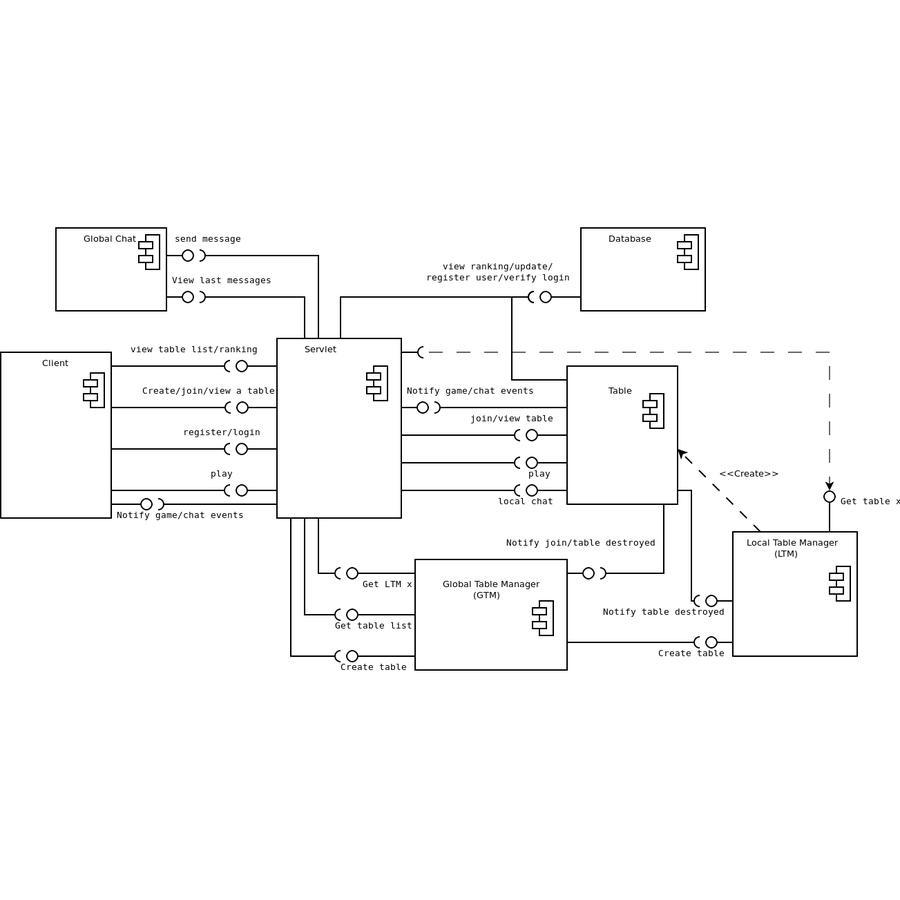 Global Chat
send message
View last messages
Database
view ranking/update/
register user/verify login
Client
view table list/ranking
Create/join/view a table
register/login
play
Notify game/chat events
Servlet
Notify game/chat events
join/view table
play
local chat
Table
<<Create>>
Get table x
Local Table Manager
(LTM)
Notify join/table destroyed
Get LTM x
Get table list
Create table
Global Table Manager
(GTM)
Notify table destroyed
Create table